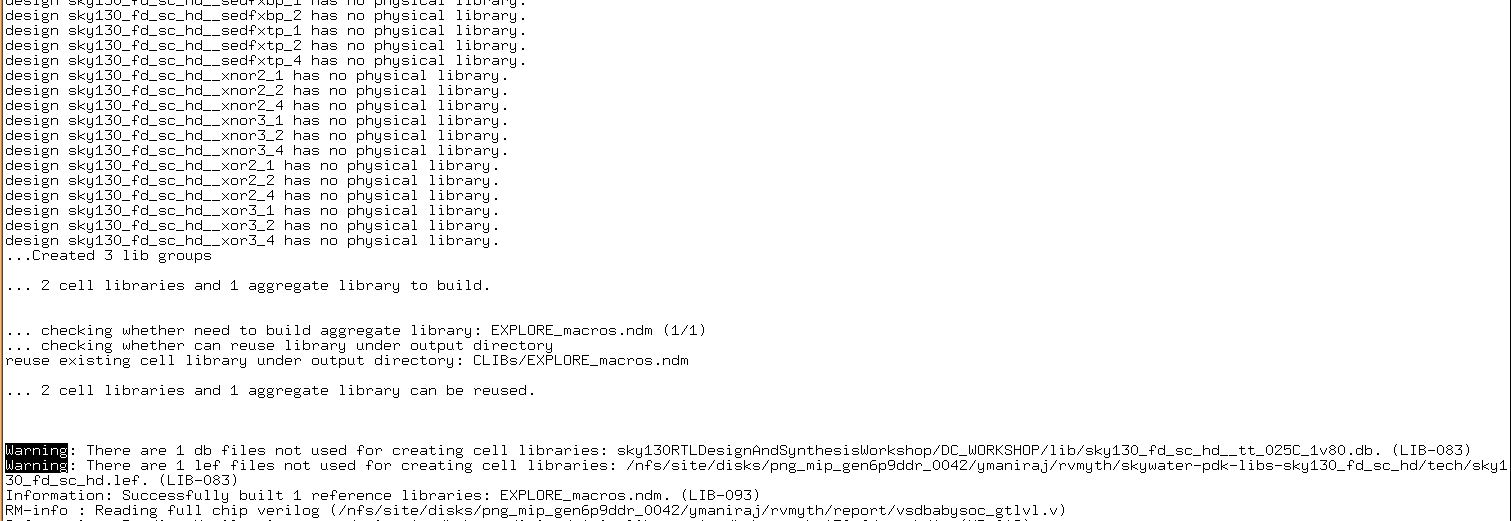 design sky130_fd_sc_hd__sedfxbp_1 has no physical library.
design sky130_fd_sc_hd__sedfxbp_2 has no physical library.
design sky130_fd_sc_hd__sedfxtp_1 has no physical library.
design sky130_fd_sc_hd__sedfxtp_2 has no physical library.
design sky130_fd_sc_hd__sedfxtp_4 has no physical library.
design sky130_fd_sc_hd__xnor2_1 has no physical library.
design sky130_fd_sc_hd__xnor2_2 has no physical library.
design sky130_fd_sc_hd__xnor2_4 has no physical library.
design sky130_fd_sc_hd__xnor3_1 has no physical library.
design sky130_fd_sc_hd__xnor3_2 has no physical library.
design sky130_fd_sc_hd__xnor3_4 has no physical library.
design sky130_fd_sc_hd__xor2_1 has no physical library.
design sky130_fd_sc_hd__xor2_2 has no physical library.
design sky130_fd_sc_hd__xor2_4 has no physical library.
design sky130_fd_sc_hd__xor3_1 has no physical library.
design sky130_fd_sc_hd__xor3_2 has no physical library.
design sky130_fd_sc_hd__xor3_4 has no physical library.
...Created 3 lib groups
... 2 cell libraries and 1 aggregate library to build.
... checking whether need to build aggregate library: EXPLORE_macros.ndm (1/1)
... checking whether can reuse library under output directory
reuse existing cell library under output directory: CLIBs/EXPLORE_macros.ndm
... 2 cell libraries and 1 aggregate library can be reused.
Warning: There are 1 db files not used for creating cell libraries: sky130RTLDesignAndSynthesisWorkshop/DC_WORKSHOP/lib/sky130_fd_sc_hd__tt_025C_1v80.db. (LIB-083)
Warning: There are 1 lef files not used for creating cell libraries: /nfs/site/disks/png_mip_gen6p9ddr_0042/ymaniraj/rvmyth/skywater-pdk-libs-sky130_fd_sc_hd/tech/sky1
30_fd_sc_hd.lef. (LIB-083)
Information: Successfully built 1 reference libraries: EXPLORE_macros.ndm. (LIB-093)
RM-info : Reading full chip verilog (/nfs/site/disks/png_mip_gen6p9ddr_0042/ymaniraj/rvmyth/report/vsdbabysoc_gtlvl.v)